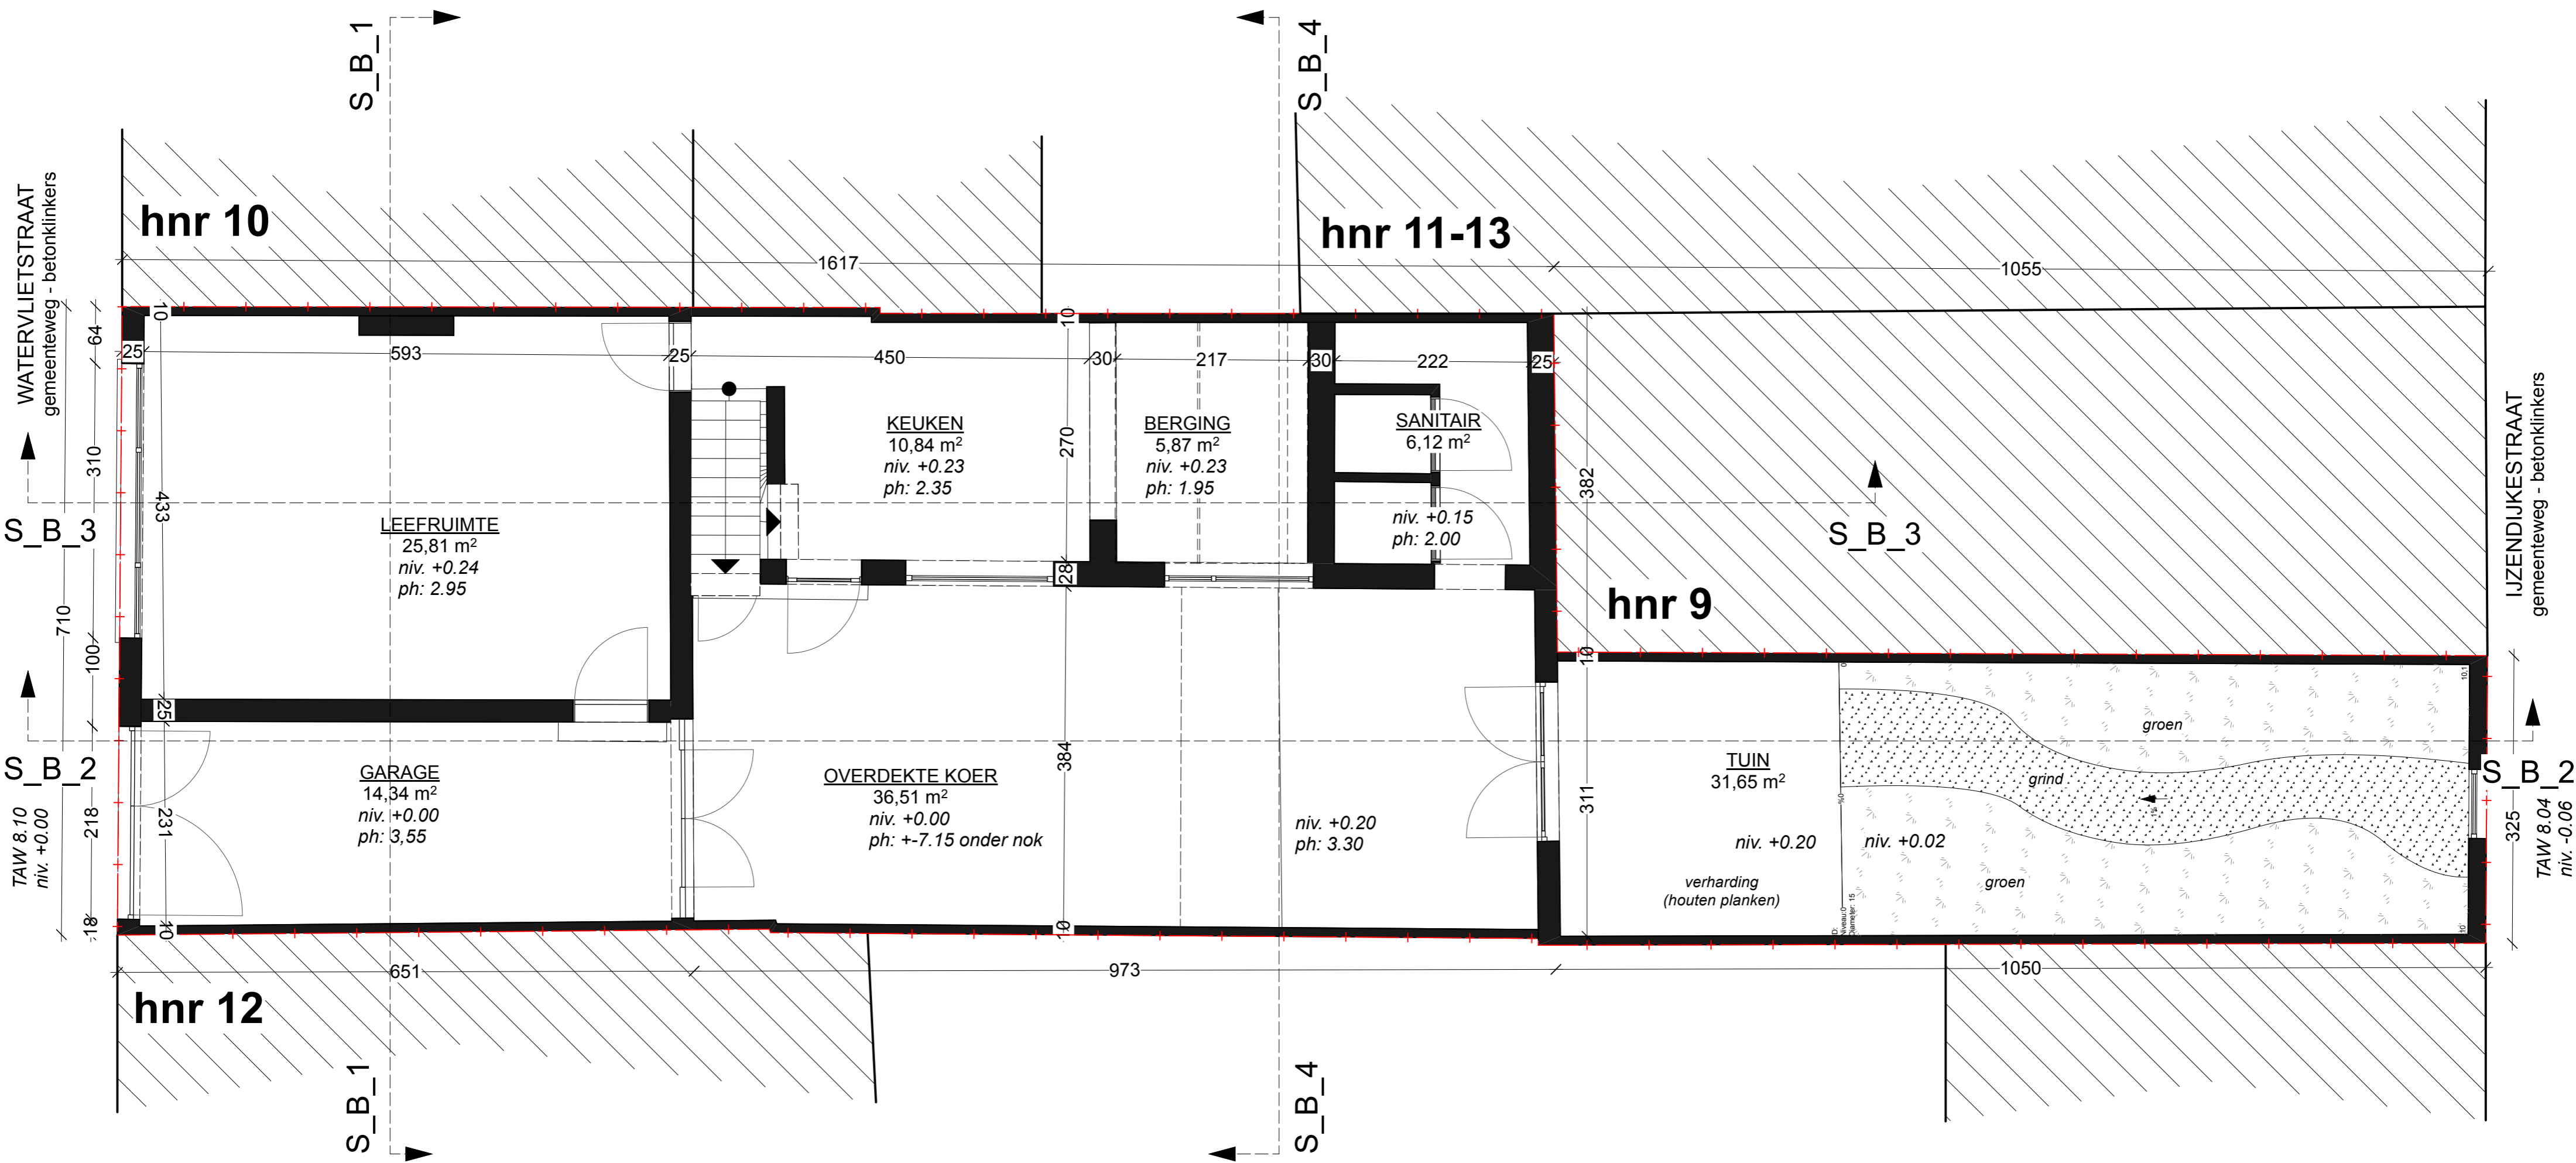 S_B_1
S_B_4
WATERVLIETSTRAAT
gemeenteweg - betonklinkers
hnr 10
hnr 11-13
1617
1055
10
64
25
593
25
450
10
30
217
30
222
25
310
433
710
100
270
382
KEUKEN
10,84 m²
niv. +0.23
ph: 2.35
BERGING
5,87 m²
niv. +0.23
ph: 1.95
SANITAIR
6,12 m²
niv. +0.15
ph: 2.00
IJZENDIJKESTRAAT
gemeenteweg - betonklinkers
S_B_3
LEEFRUIMTE
25,81 m²
niv. +0.24
ph: 2.95
S_B_3
28
hnr 9
10
25
384
311
S_B_2
TAW 8.10
niv. +0.00
218
231
18
10
GARAGE
14,34 m²
niv. +0.00
ph: 3,55
OVERDEKTE KOER
36,51 m²
niv. +0.00
ph: +-7.15 onder nok
niv. +0.20
ph: 3.30
TUIN
31,65 m²
niv. +0.20
niv. +0.02
verharding
(houten planken)
groen
grind
groen
Niveau:0
Diameter: 15
S_B_2
TAW 8.04
niv. -0.06
325
10
651
973
1050
hnr 12
S_B_1
S_B_4